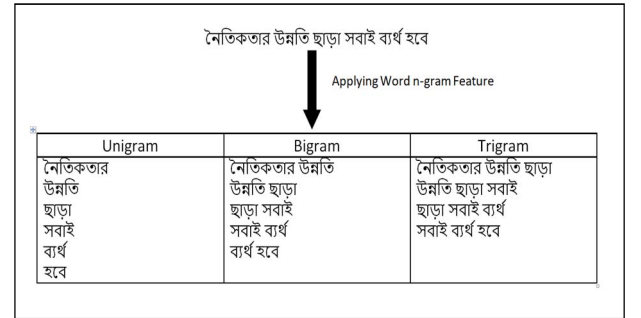 নৈতিকতার উন্নতি ছাড়া সবাই ব্যর্থ হবে
Applying Word n-gram Feature
Unigram Bigram Trigram
নৈতিকতার নৈতিকতার উন্নতি নৈতিকতার উন্নতি ছাড়া
উন্নতি উন্নতি ছাড়া উন্নতি ছাড়া সবাই
ছাড়া ছাড়া সবাই ছাড়া সবাই ব্যর্থ
সবাই সবাই ব্যর্থ সবাই ব্যর্থ হবে
ব্যর্থ ব্যর্থ হবে
হবে